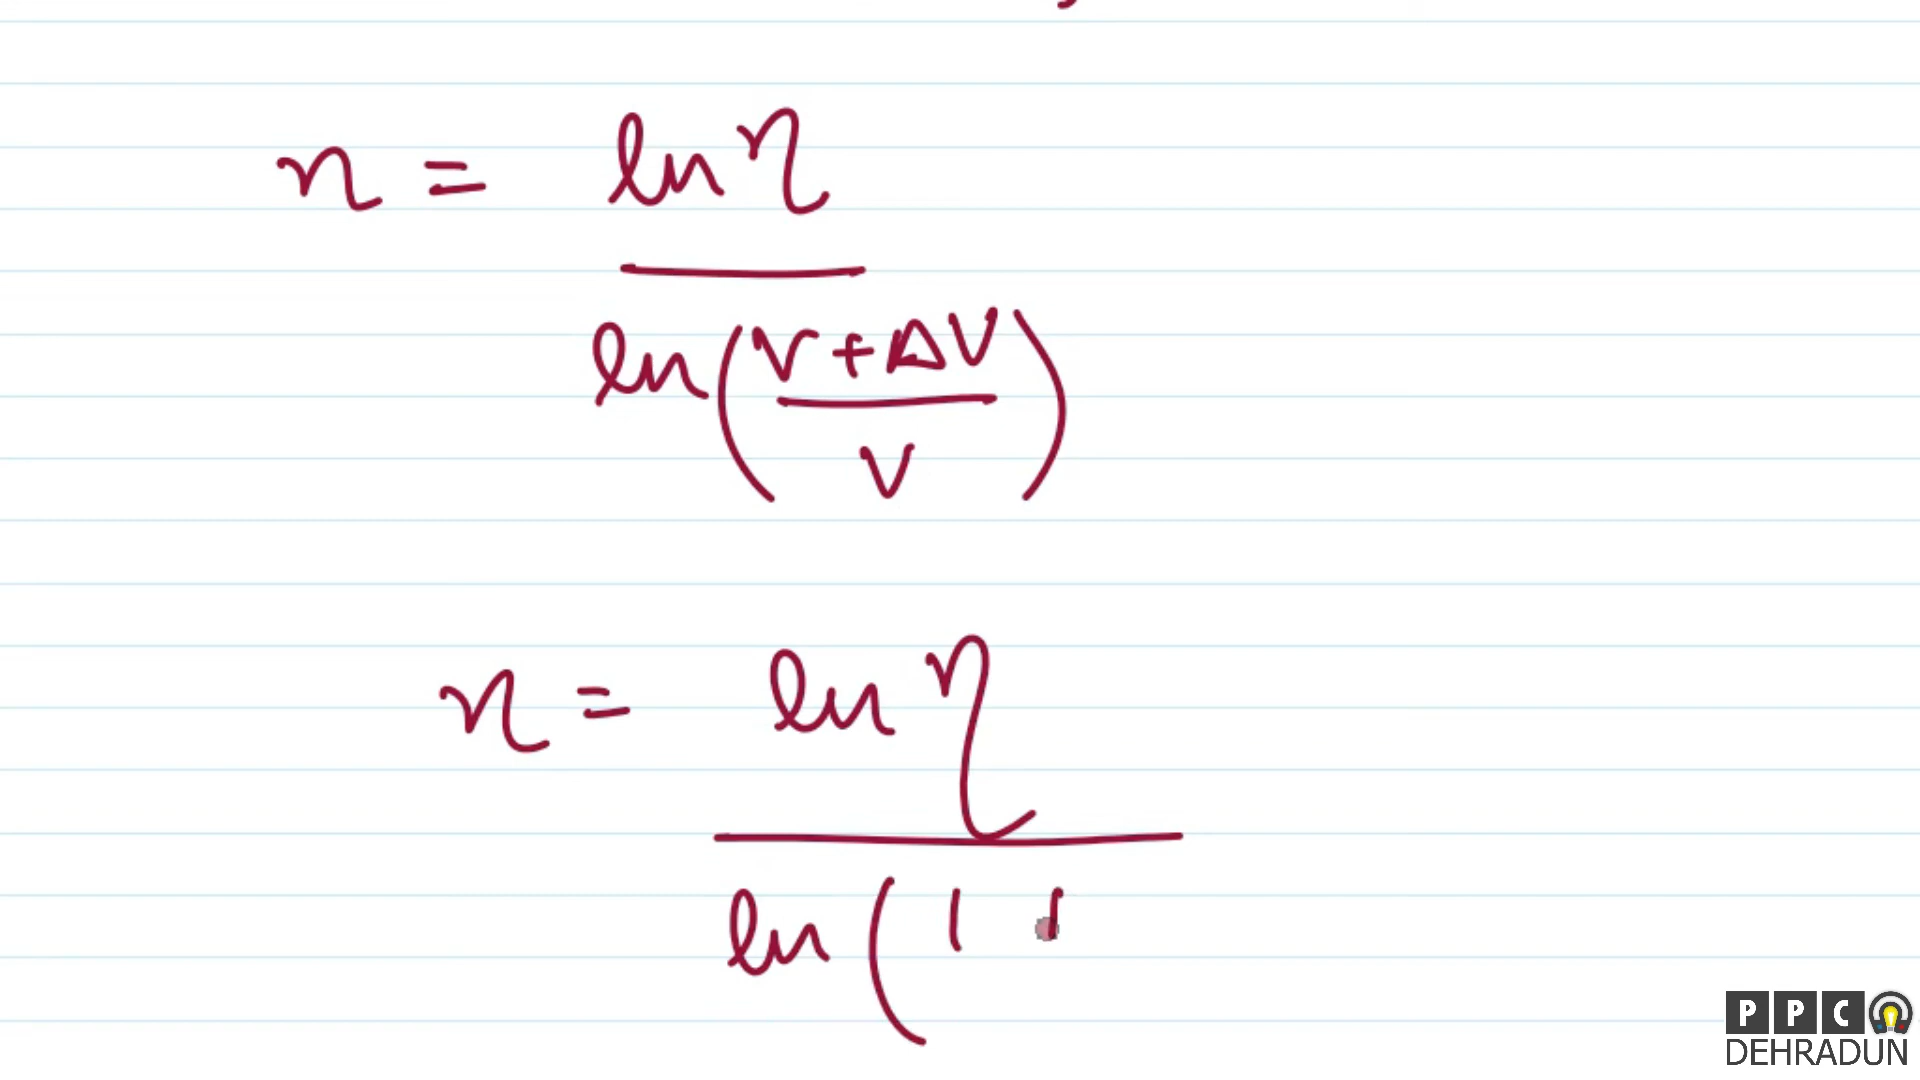 n = ln η
ln ( V + ΔV )
V
n = ln η
ln ( 1
PPC
DEHRADUN